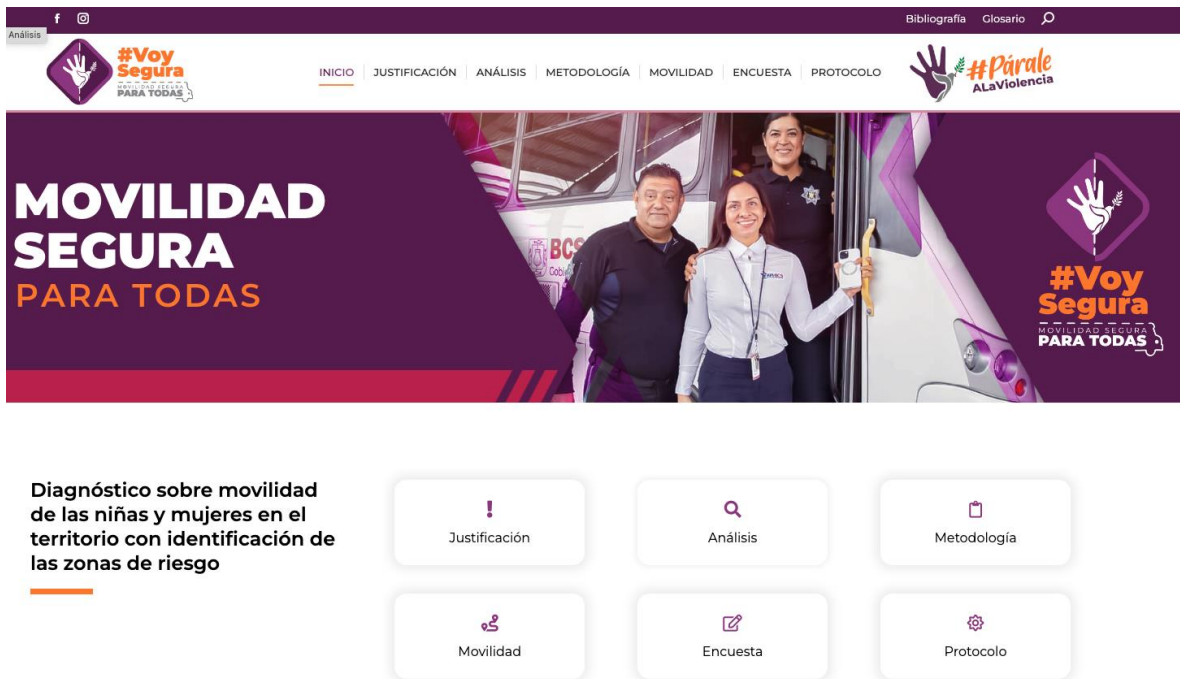 f
Bibliografía Glosario
Análisis
#Voy
Segura
MOVILIDAD SEGURA
PARA TODAS
INICIO JUSTIFICACIÓN ANÁLISIS METODOLOGÍA MOVILIDAD ENCUESTA PROTOCOLO
#Párale
ALaViolencia
MOVILIDAD
SEGURA
PARA TODAS
BCS
#Voy
Segura
MOVILIDAD SEGURA
PARA TODAS
Diagnóstico sobre movilidad
de las niñas y mujeres en el
territorio con identificación de
las zonas de riesgo
Justificación Análisis Metodología
Movilidad Encuesta Protocolo